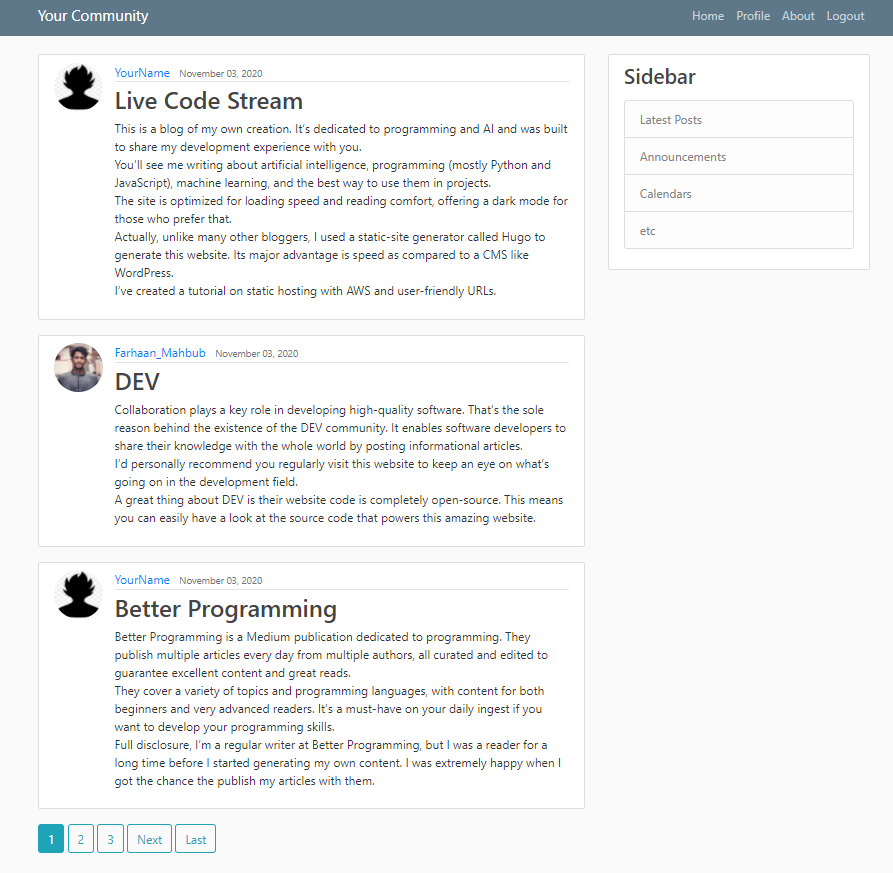 Your Community
Home Profile About Logout
YourName November 03, 2020
Live Code Stream
This is a blog of my own creation. It's dedicated to programming and AI and was built
to share my development experience with you.
You'll see me writing about artificial intelligence, programming (mostly Python and
JavaScript), machine learning, and the best way to use them in projects.
The site is optimized for loading speed and reading comfort, offering a dark mode for
those who prefer that.
Actually, unlike many other bloggers, I used a static-site generator called Hugo to
generate this website. Its major advantage is speed as compared to a CMS like
WordPress.
I've created a tutorial on static hosting with AWS and user-friendly URLs.
Farhaan_Mahbub November 03, 2020
DEV
Collaboration plays a key role in developing high-quality software. That's the sole
reason behind the existence of the DEV community. It enables software developers to
share their knowledge with the whole world by posting informational articles.
I'd personally recommend you regularly visit this website to keep an eye on what's
going on in the development field.
A great thing about DEV is their website code is completely open-source. This means
you can easily have a look at the source code that powers this amazing website.
YourName November 03, 2020
Better Programming
Better Programming is a Medium publication dedicated to programming. They
publish multiple articles every day from multiple authors, all curated and edited to
guarantee excellent content and great reads.
They cover a variety of topics and programming languages, with content for both
beginners and very advanced readers. It's a must-have on your daily ingest if you
want to develop your programming skills.
Full disclosure, I'm a regular writer at Better Programming, but I was a reader for a
long time before I started generating my own content. I was extremely happy when I
got the chance the publish my articles with them.
1 2 3 Next Last
Sidebar
Latest Posts
Announcements
Calendars
etc